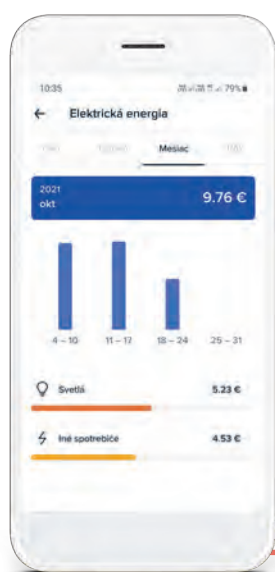 10:35
79%
← Elektrická energia
Mesiac
2021
okt
9.76 €
4 – 10
11 – 17
18 – 24
25 – 31
Svetlá 5.23 €
Iné spotrebiče 4.53 €